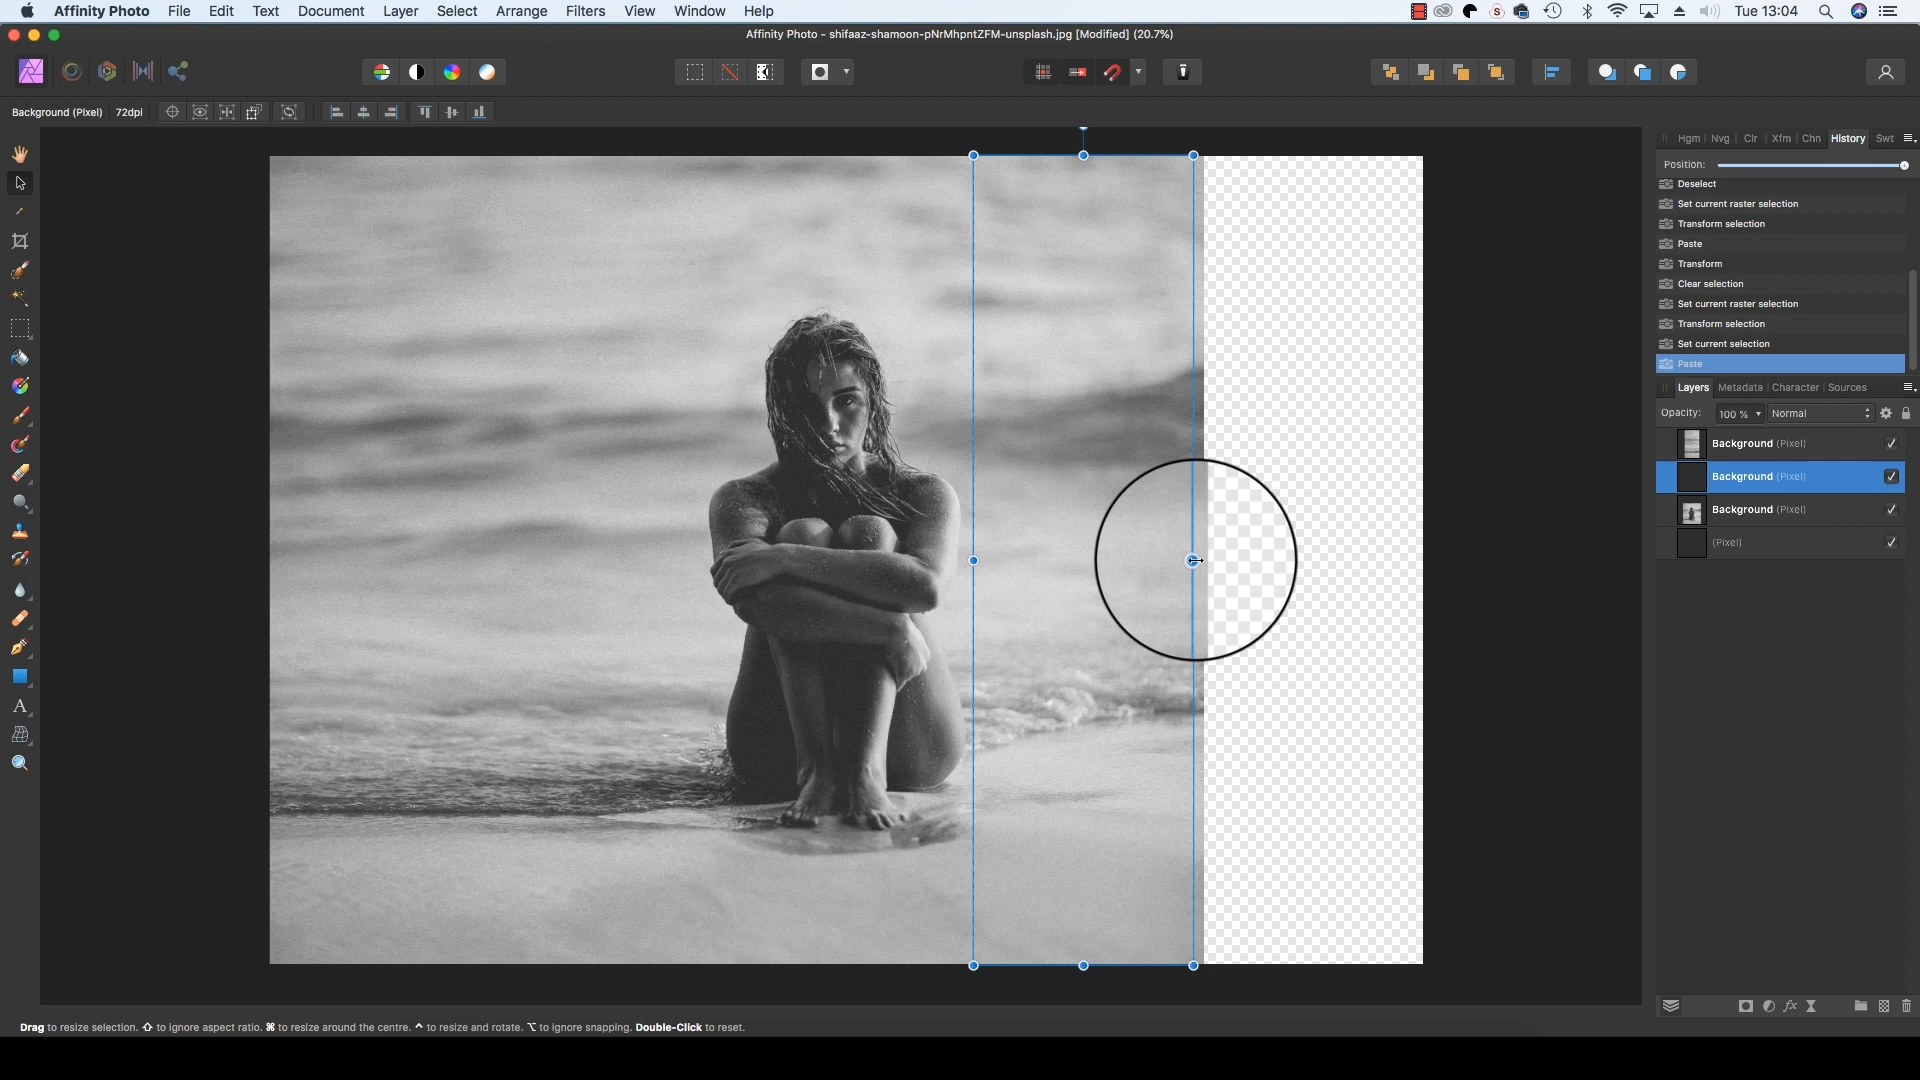 Affinity Photo File Edit Text Document Layer Select Arrange Filters View Window Help Tue 13:04
Affinity Photo - shifaaz-shamoon-pNrMhpntZFM-unsplash.jpg [Modified] (20.7%)
Background (Pixel) 72dpi
Hgm Nvg Clr Xfm Chn History Swt
Position:
Deselect
Set current raster selection
Transform selection
Paste
Transform
Clear selection
Set current raster selection
Transform selection
Set current selection
Paste
Layers Metadata Character Sources
Opacity: 100 % Normal
Background (Pixel)
Background (Pixel)
Background (Pixel)
(Pixel)
Drag to resize selection. ⇧ to ignore aspect ratio. ⌘ to resize around the centre. ^ to resize and rotate. ⌥ to ignore snapping. Double-Click to reset.